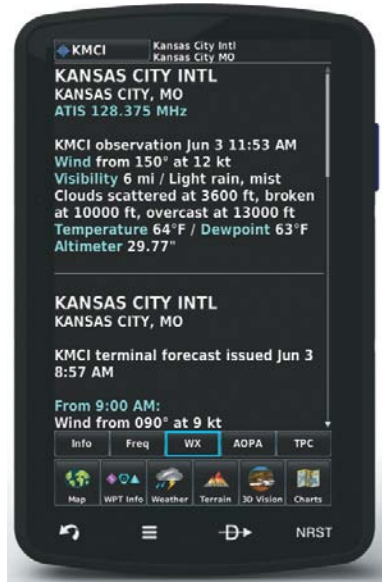 KMCI
Kansas City Intl
Kansas City MO
KANSAS CITY INTL
KANSAS CITY, MO
ATIS 128.375 MHz
KMCI observation Jun 3 11:53 AM
Wind from 150° at 12 kt
Visibility 6 mi / Light rain, mist
Clouds scattered at 3600 ft, broken
at 10000 ft, overcast at 13000 ft
Temperature 64°F / Dewpoint 63°F
Altimeter 29.77"
KANSAS CITY INTL
KANSAS CITY, MO
KMCI terminal forecast issued Jun 3
8:57 AM
From 9:00 AM:
Wind from 090° at 9 kt
Info Freq WX AOPA TPC
Map WPT Info Weather Terrain 3D Vision Charts
D
NRST